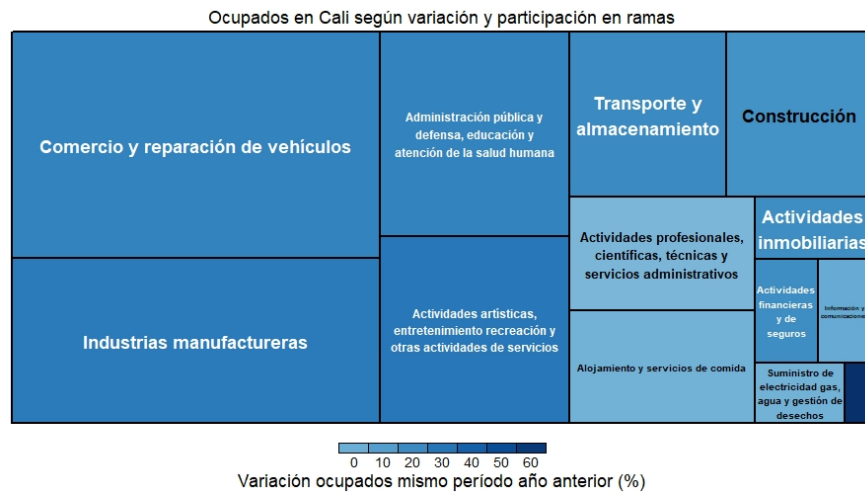 Ocupados en Cali según variación y participación en ramas
Comercio y reparación de vehículos
Industrias manufactureras
Administración pública y
defensa, educación y
atención de la salud humana
Actividades artísticas,
entretenimiento recreación y
otras actividades de servicios
Transporte y
almacenamiento
Construcción
Actividades profesionales,
científicas, técnicas y
servicios administrativos
Alojamiento y servicios de comida
Actividades
inmobiliarias
Actividades
financieras
y de
seguros
Información y
comunicaciones
Suministro de
electricidad gas,
agua y gestión de
desechos
0 10 20 30 40 50 60
Variación ocupados mismo período año anterior (%)